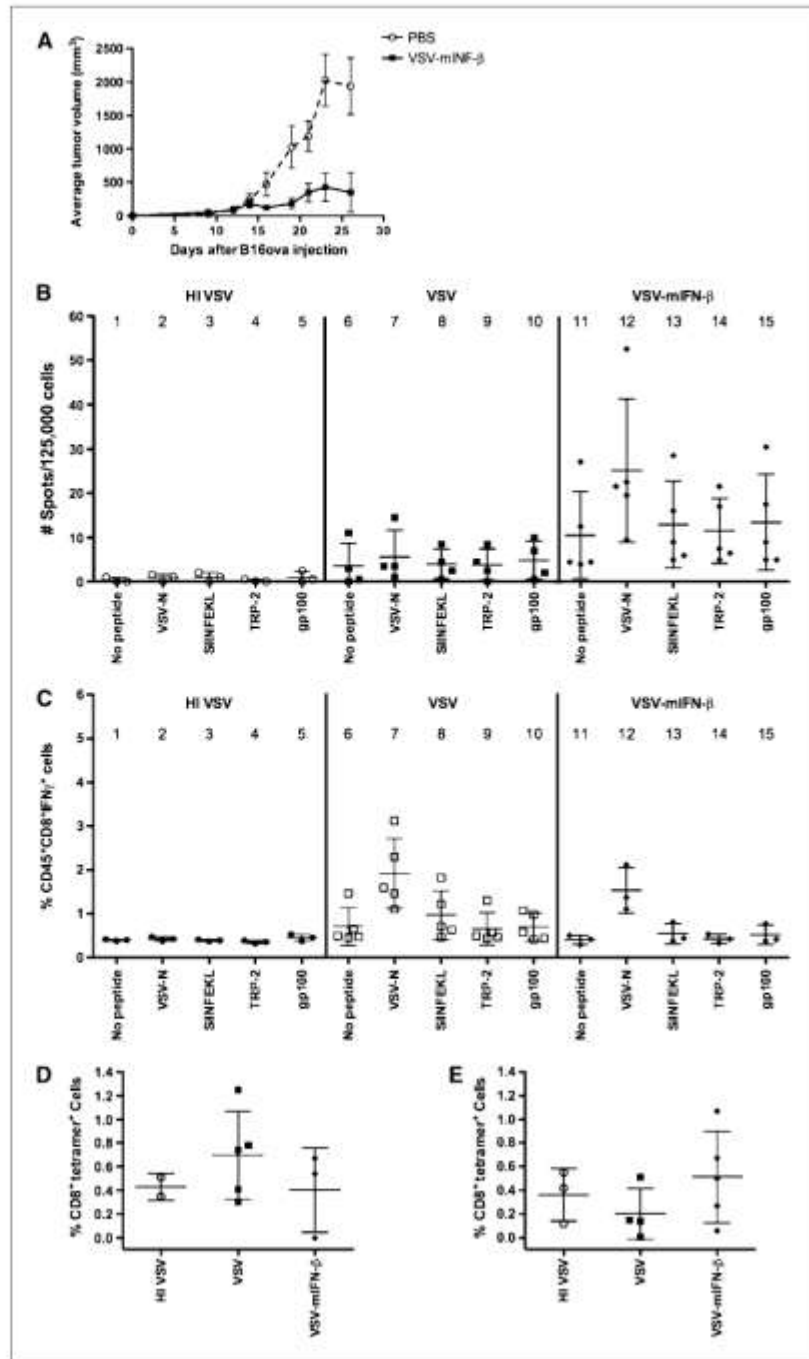 A
PBS
VSV-mINF-β
Average tumor volume (mm³)
2500
2000
1500
1000
500
0
0 5 10 15 20 25 30
Days after B16ova injection
B
HI VSV VSV VSV-mIFN-β
# Spots/125,000 cells
60
50
40
30
20
10
0
1 2 3 4 5 6 7 8 9 10 11 12 13 14 15
No peptide VSV-N SIINFEKL TRP-2 gp100 No peptide VSV-N SIINFEKL TRP-2 gp100 No peptide VSV-N SIINFEKL TRP-2 gp100
C
HI VSV VSV VSV-mIFN-β
% CD45⁺CD8⁺IFNγ⁺ cells
6
5
4
3
2
1
0
1 2 3 4 5 6 7 8 9 10 11 12 13 14 15
No peptide VSV-N SIINFEKL TRP-2 gp100 No peptide VSV-N SIINFEKL TRP-2 gp100 No peptide VSV-N SIINFEKL TRP-2 gp100
D
% CD8⁺ tetramer⁺ Cells
1.4
1.2
1.0
0.8
0.6
0.4
0.2
0.0
HI VSV VSV VSV-mIFN-β
E
% CD8⁺ tetramer⁺ Cells
1.4
1.2
1.0
0.8
0.6
0.4
0.2
0.0
HI VSV VSV VSV-mIFN-β